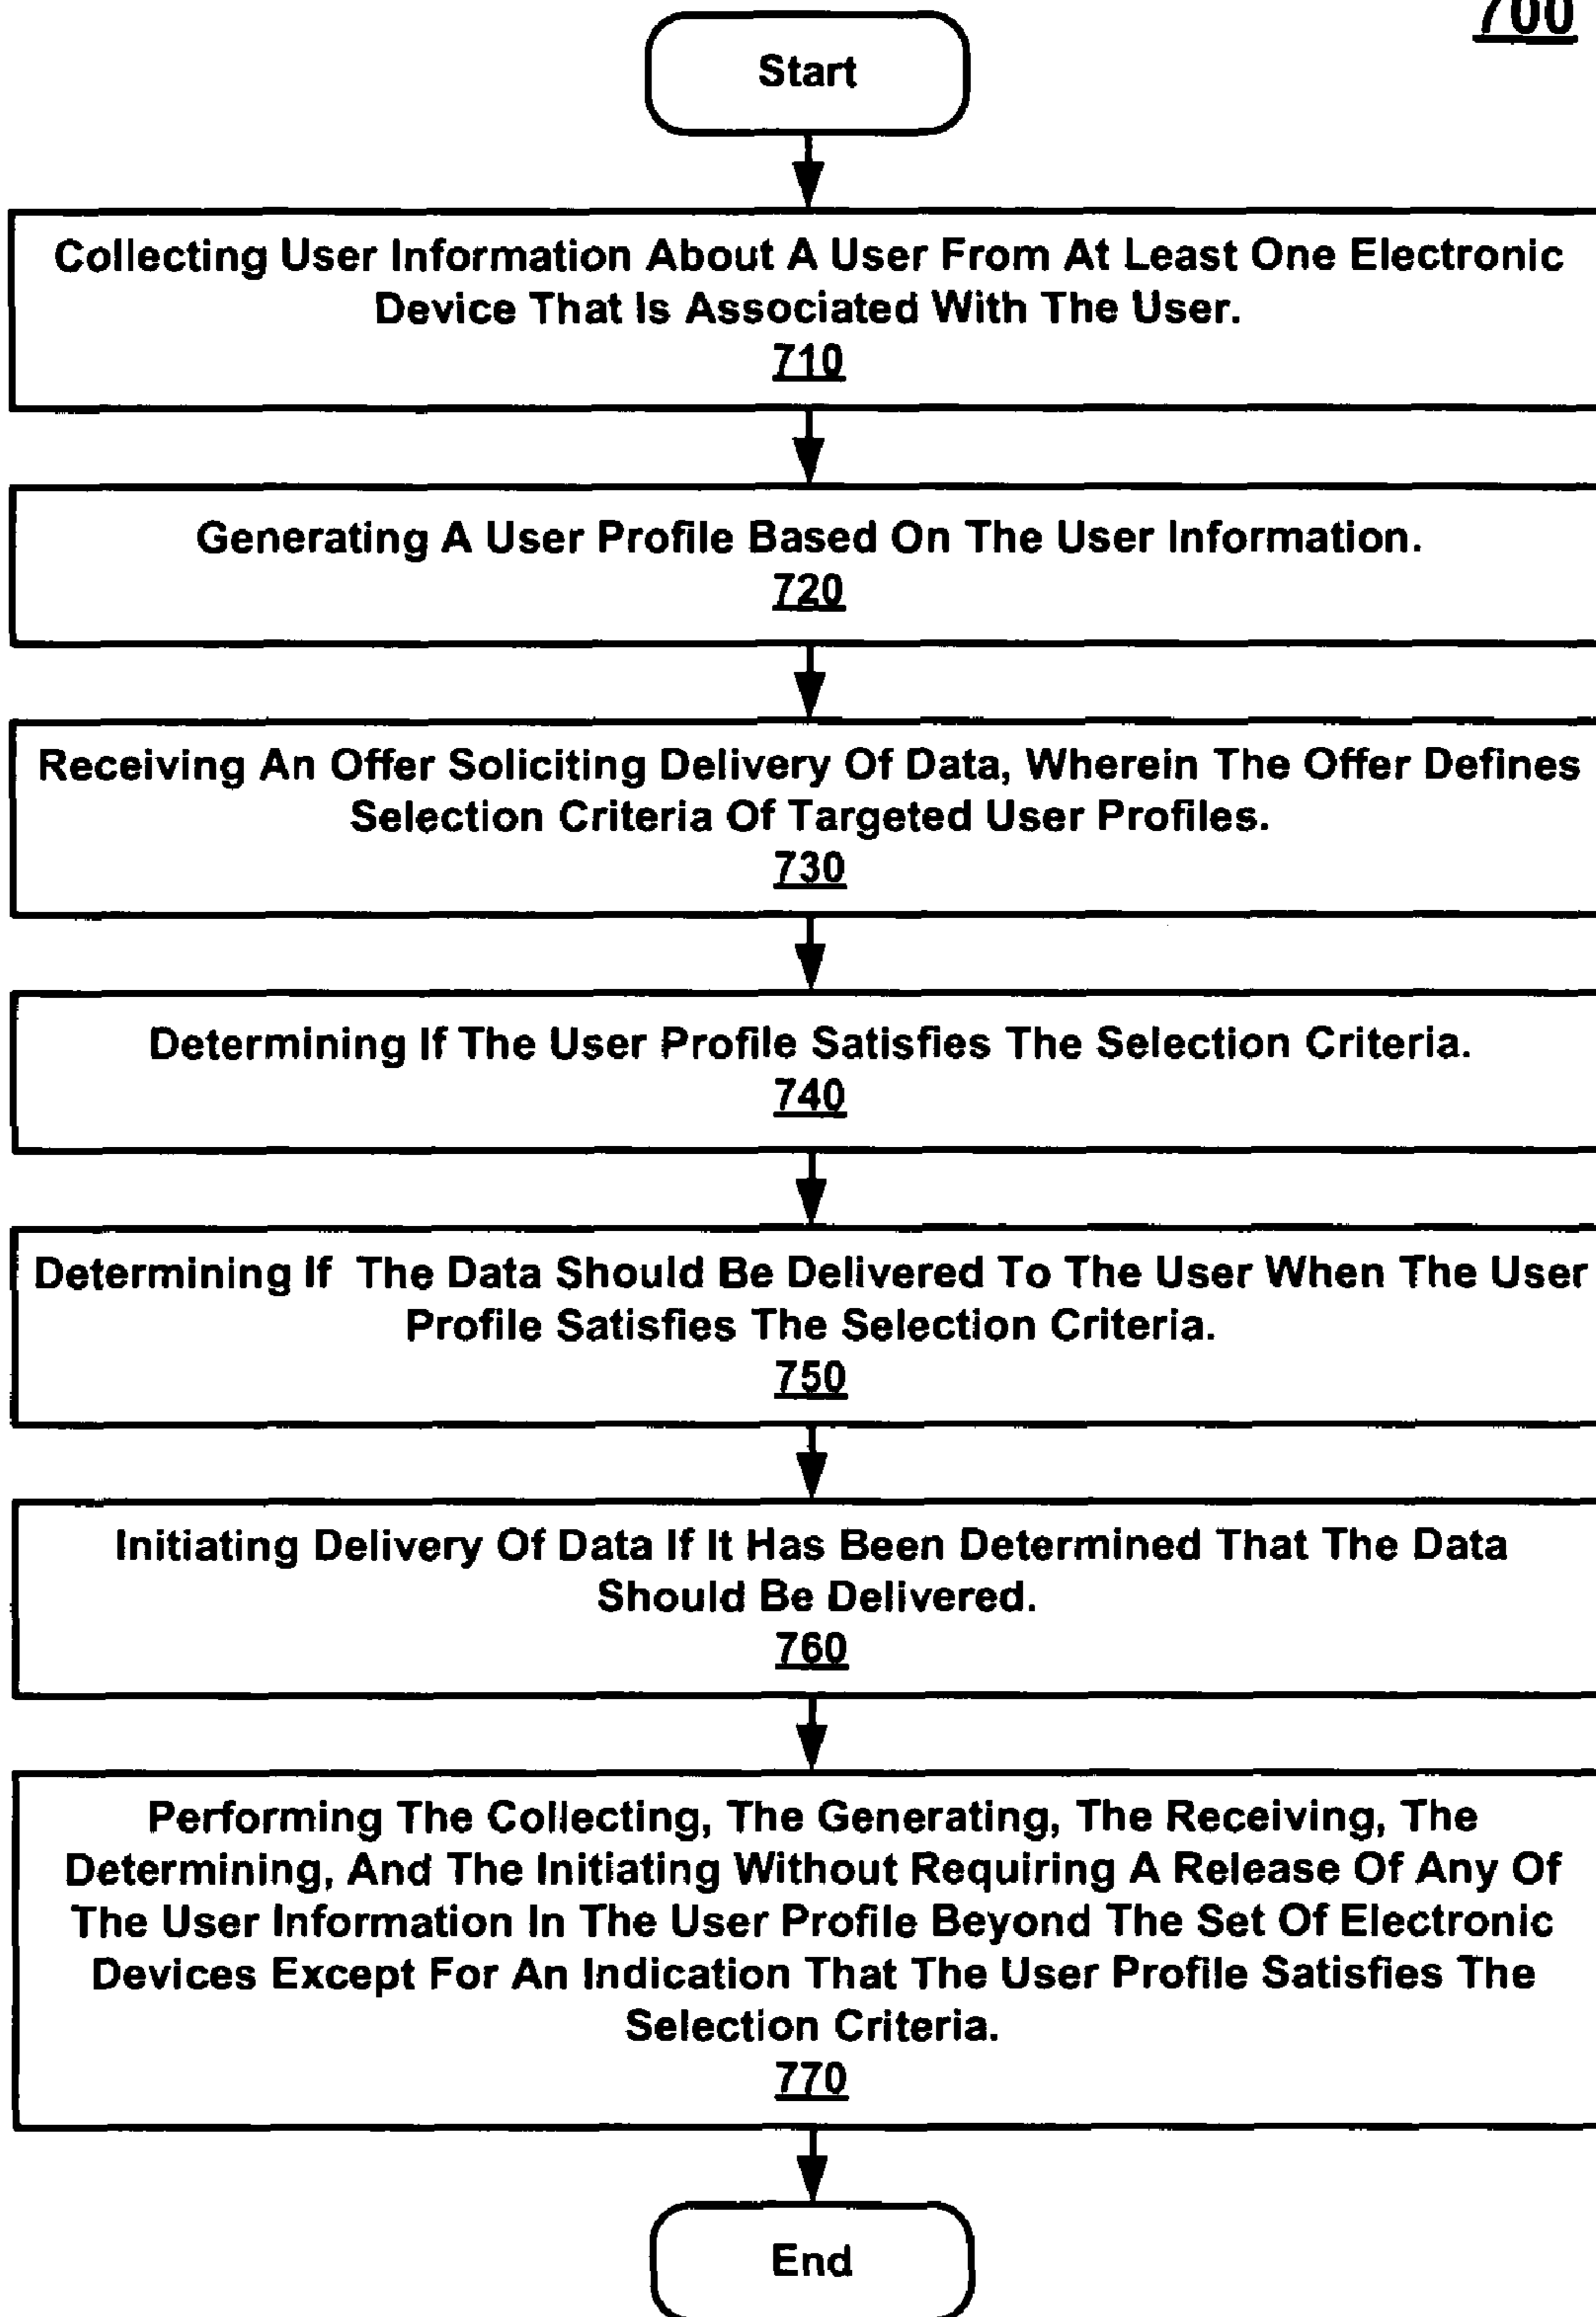 700
Start
Collecting User Information About A User From At Least One Electronic
Device That Is Associated With The User.
710
Generating A User Profile Based On The User Information.
720
Receiving An Offer Soliciting Delivery Of Data, Wherein The Offer Defines
Selection Criteria Of Targeted User Profiles.
730
Determining If The User Profile Satisfies The Selection Criteria.
740
Determining If The Data Should Be Delivered To The User When The User
Profile Satisfies The Selection Criteria.
750
Initiating Delivery Of Data If It Has Been Determined That The Data
Should Be Delivered.
760
Performing The Collecting, The Generating, The Receiving, The
Determining, And The Initiating Without Requiring A Release Of Any Of
The User Information In The User Profile Beyond The Set Of Electronic
Devices Except For An Indication That The User Profile Satisfies The
Selection Criteria.
770
End